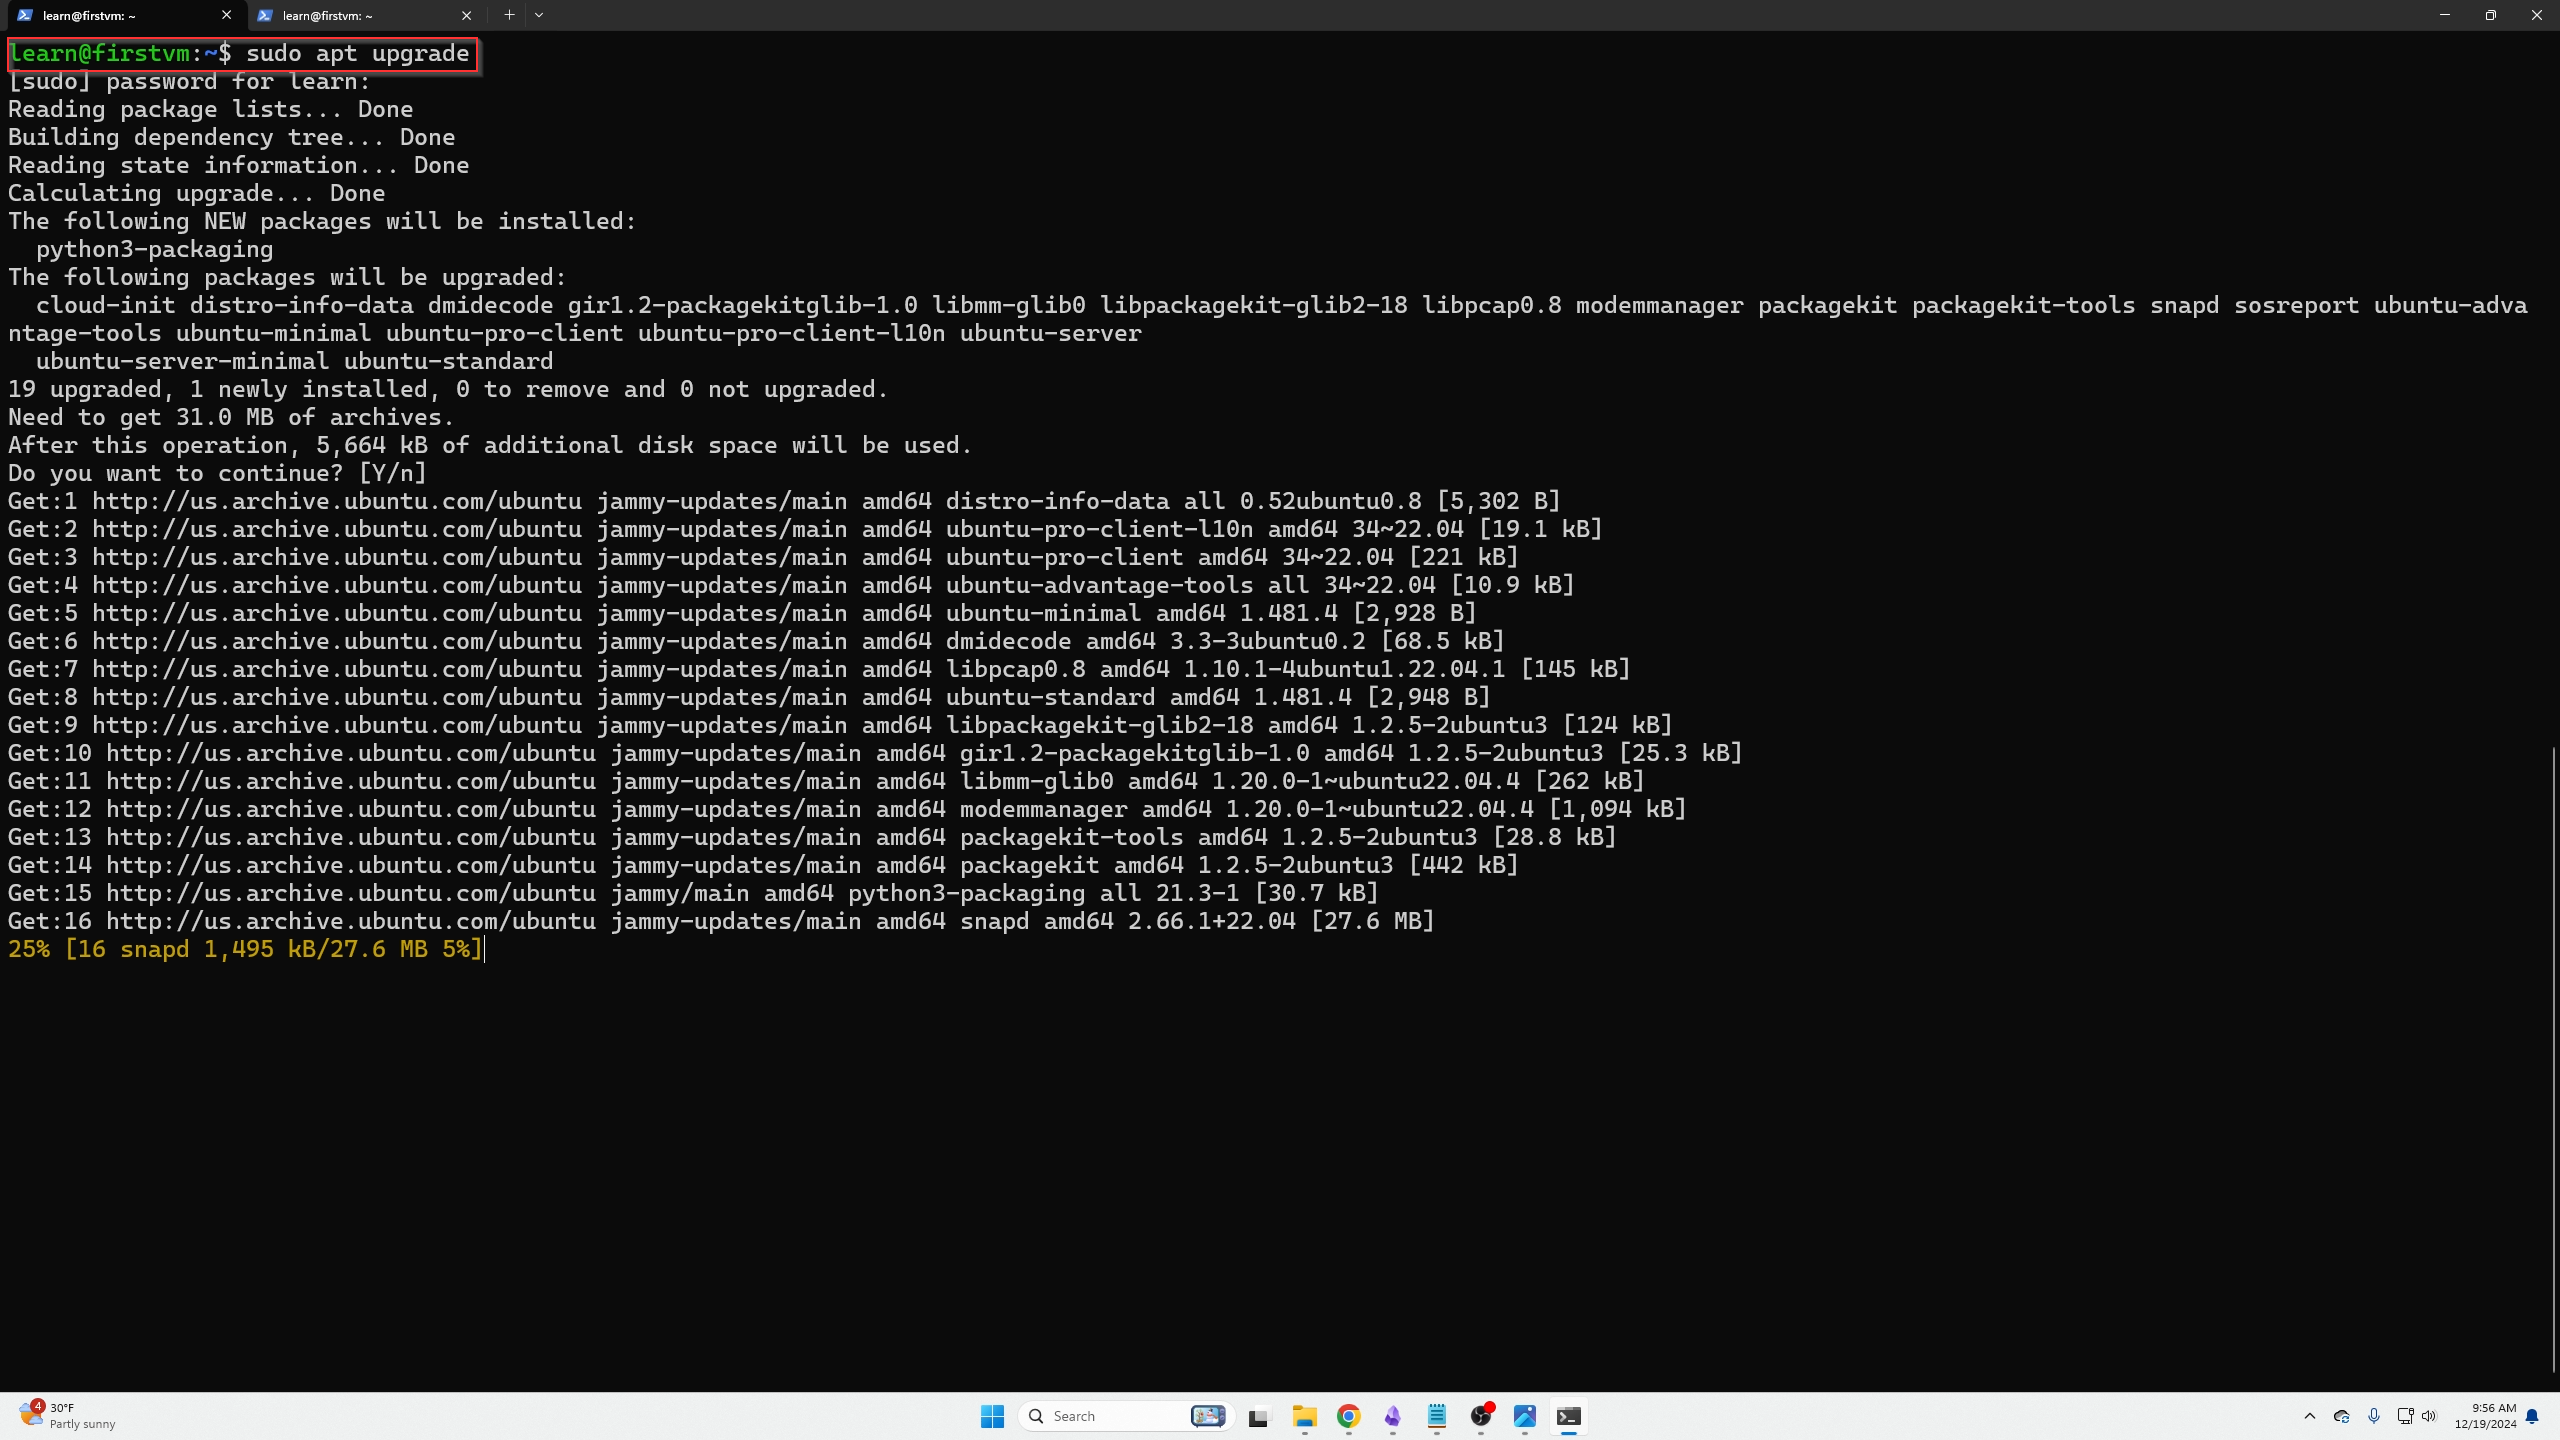 learn@firstvm: ~
learn@firstvm: ~
learn@firstvm:~$ sudo apt upgrade
[sudo] password for learn:
Reading package lists... Done
Building dependency tree... Done
Reading state information... Done
Calculating upgrade... Done
The following NEW packages will be installed:
  python3-packaging
The following packages will be upgraded:
  cloud-init distro-info-data dmidecode gir1.2-packagekitglib-1.0 libmm-glib0 libpackagekit-glib2-18 libpcap0.8 modemmanager packagekit packagekit-tools snapd sosreport ubuntu-adva
ntage-tools ubuntu-minimal ubuntu-pro-client ubuntu-pro-client-l10n ubuntu-server
  ubuntu-server-minimal ubuntu-standard
19 upgraded, 1 newly installed, 0 to remove and 0 not upgraded.
Need to get 31.0 MB of archives.
After this operation, 5,664 kB of additional disk space will be used.
Do you want to continue? [Y/n]
Get:1 http://us.archive.ubuntu.com/ubuntu jammy-updates/main amd64 distro-info-data all 0.52ubuntu0.8 [5,302 B]
Get:2 http://us.archive.ubuntu.com/ubuntu jammy-updates/main amd64 ubuntu-pro-client-l10n amd64 34~22.04 [19.1 kB]
Get:3 http://us.archive.ubuntu.com/ubuntu jammy-updates/main amd64 ubuntu-pro-client amd64 34~22.04 [221 kB]
Get:4 http://us.archive.ubuntu.com/ubuntu jammy-updates/main amd64 ubuntu-advantage-tools all 34~22.04 [10.9 kB]
Get:5 http://us.archive.ubuntu.com/ubuntu jammy-updates/main amd64 ubuntu-minimal amd64 1.481.4 [2,928 B]
Get:6 http://us.archive.ubuntu.com/ubuntu jammy-updates/main amd64 dmidecode amd64 3.3-3ubuntu0.2 [68.5 kB]
Get:7 http://us.archive.ubuntu.com/ubuntu jammy-updates/main amd64 libpcap0.8 amd64 1.10.1-4ubuntu1.22.04.1 [145 kB]
Get:8 http://us.archive.ubuntu.com/ubuntu jammy-updates/main amd64 ubuntu-standard amd64 1.481.4 [2,948 B]
Get:9 http://us.archive.ubuntu.com/ubuntu jammy-updates/main amd64 libpackagekit-glib2-18 amd64 1.2.5-2ubuntu3 [124 kB]
Get:10 http://us.archive.ubuntu.com/ubuntu jammy-updates/main amd64 gir1.2-packagekitglib-1.0 amd64 1.2.5-2ubuntu3 [25.3 kB]
Get:11 http://us.archive.ubuntu.com/ubuntu jammy-updates/main amd64 libmm-glib0 amd64 1.20.0-1~ubuntu22.04.4 [262 kB]
Get:12 http://us.archive.ubuntu.com/ubuntu jammy-updates/main amd64 modemmanager amd64 1.20.0-1~ubuntu22.04.4 [1,094 kB]
Get:13 http://us.archive.ubuntu.com/ubuntu jammy-updates/main amd64 packagekit-tools amd64 1.2.5-2ubuntu3 [28.8 kB]
Get:14 http://us.archive.ubuntu.com/ubuntu jammy-updates/main amd64 packagekit amd64 1.2.5-2ubuntu3 [442 kB]
Get:15 http://us.archive.ubuntu.com/ubuntu jammy/main amd64 python3-packaging all 21.3-1 [30.7 kB]
Get:16 http://us.archive.ubuntu.com/ubuntu jammy-updates/main amd64 snapd amd64 2.66.1+22.04 [27.6 MB]
25% [16 snapd 1,495 kB/27.6 MB 5%]
4
30°F
Partly sunny
Search
9:56 AM
12/19/2024